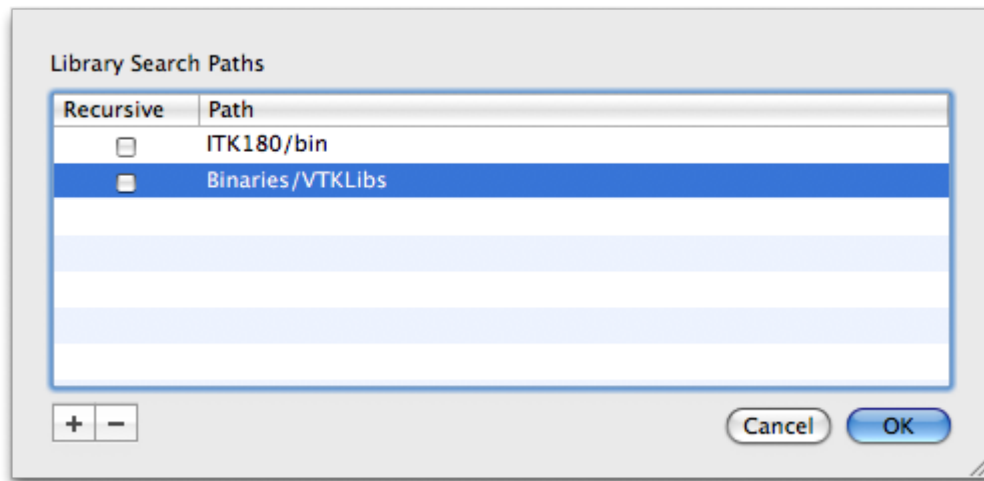 Library Search Paths
Recursive Path
ITK180/bin
Binaries/VTKLibs
+ − Cancel OK